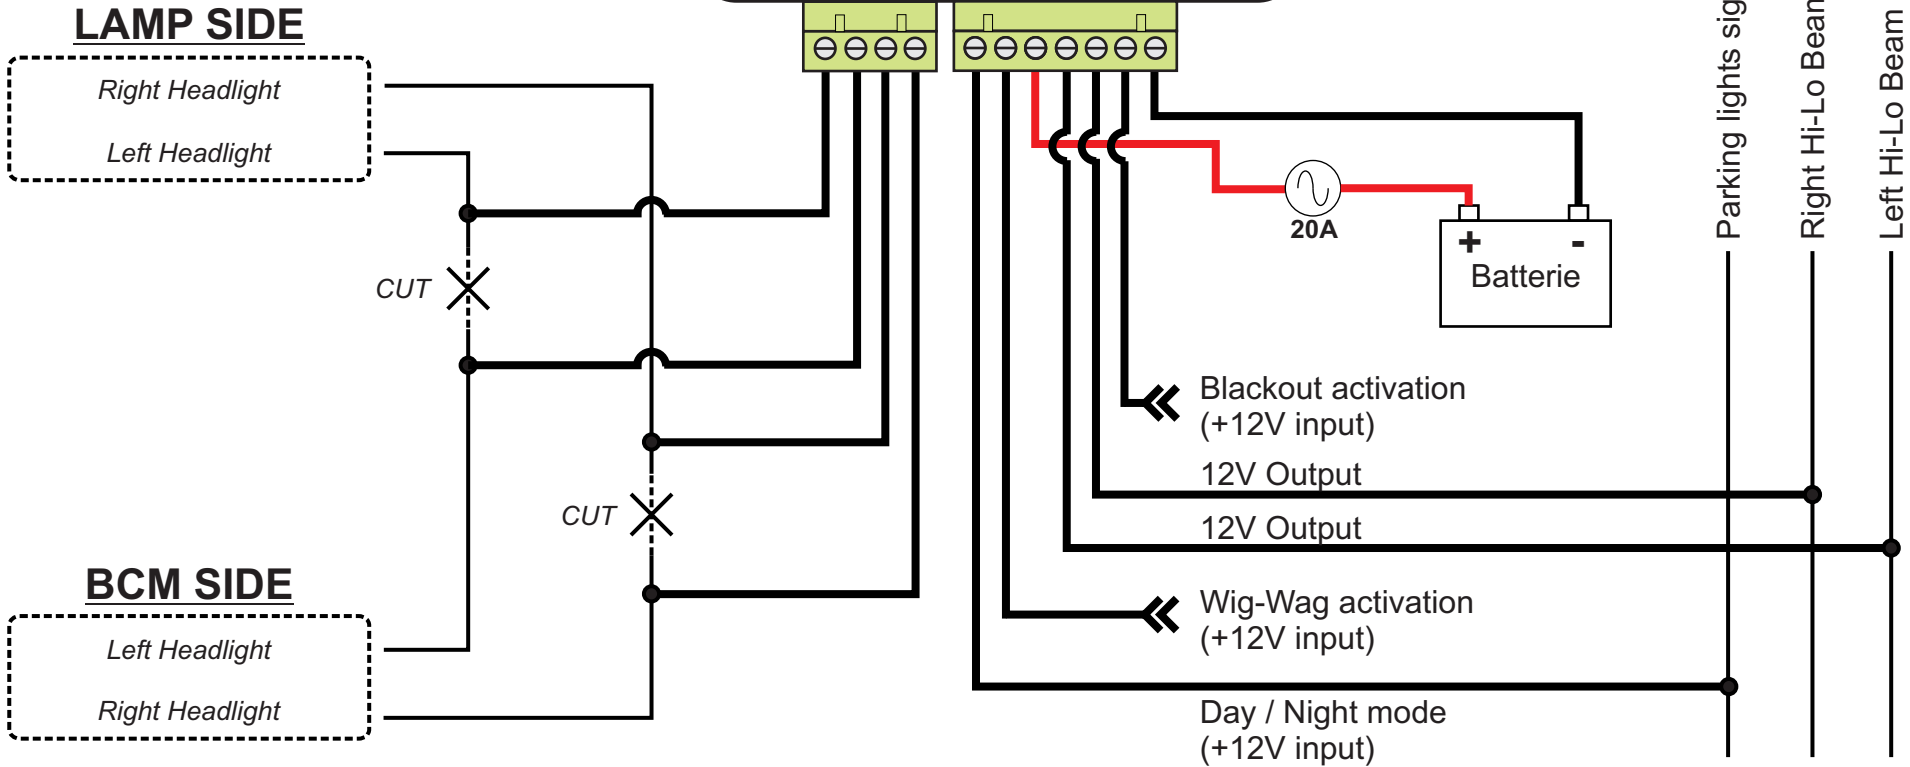 LAMP SIDE
Right Headlight
Left Headlight
CUT
CUT
BCM SIDE
Left Headlight
Right Headlight
20A
+ -
Batterie
Blackout activation
(+12V input)
12V Output
12V Output
Wig-Wag activation
(+12V input)
Day / Night mode
(+12V input)
Parking lights
Right Hi-Lo Beam
Left Hi-Lo Beam